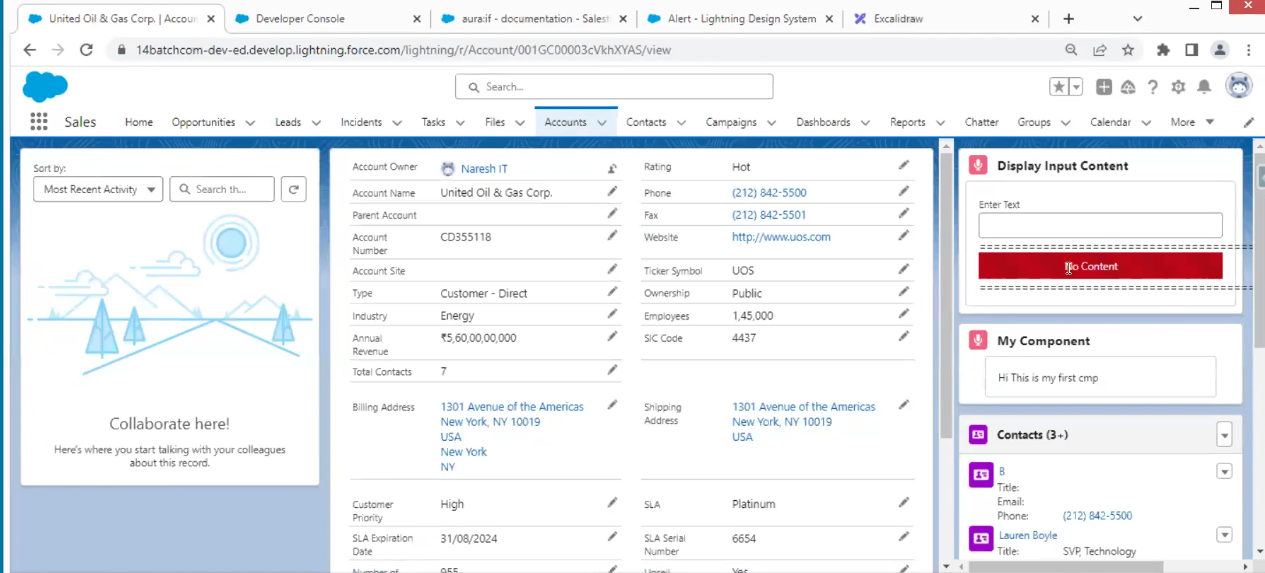 United Oil & Gas Corp. | Accoun
Developer Console
aura:if - documentation - Sales
Alert - Lightning Design System
Excalidraw
14batchcom-dev-ed.develop.lightning.force.com/lightning/r/Account/001GC00003cVkhXYAS/view
Search...
Sales
Home
Opportunities
Leads
Incidents
Tasks
Files
Accounts
Contacts
Campaigns
Dashboards
Reports
Chatter
Groups
Calendar
More
Sort by:
Most Recent Activity
Search th...
Collaborate here!
Here's where you start talking with your colleagues
about this record.
Account Owner
Naresh IT
Rating
Hot
Account Name
United Oil & Gas Corp.
Phone
(212) 842-5500
Parent Account
Fax
(212) 842-5501
Account
Number
CD355118
Website
http://www.uos.com
Account Site
Ticker Symbol
UOS
Type
Customer - Direct
Ownership
Public
Industry
Energy
Employees
1,45,000
Annual
Revenue
₹5,60,00,00,000
SIC Code
4437
Total Contacts
7
Billing Address
1301 Avenue of the Americas
New York, NY 10019
USA
New York
NY
Shipping
Address
1301 Avenue of the Americas
New York, NY 10019
USA
Customer
Priority
High
SLA
Platinum
SLA Expiration
Date
31/08/2024
SLA Serial
Number
6654
Number of
955
Upsell
Yes
Display Input Content
Enter Text
==============================
No Content
==============================
My Component
Hi This is my first cmp
Contacts (3+)
B
Title:
Email:
Phone:
(212) 842-5500
Lauren Boyle
Title:
SVP, Technology